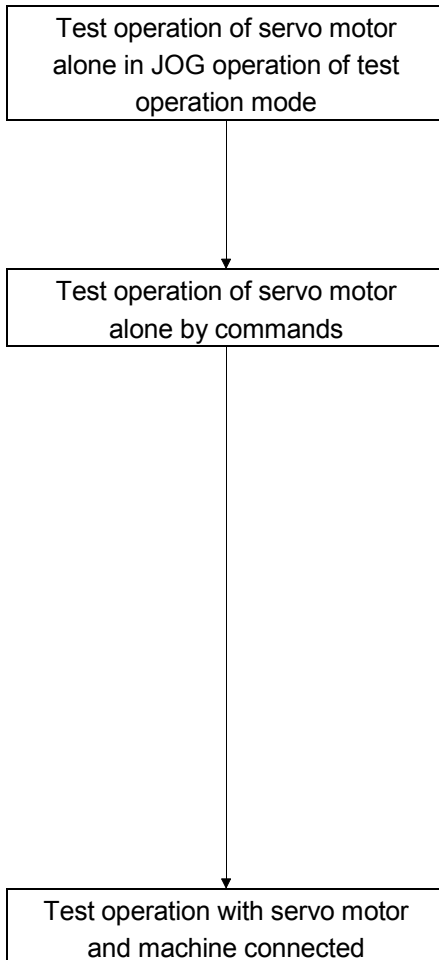 Test operation of servo motor
alone in JOG operation of test
operation mode
Test operation of servo motor
alone by commands
Test operation with servo motor
and machine connected